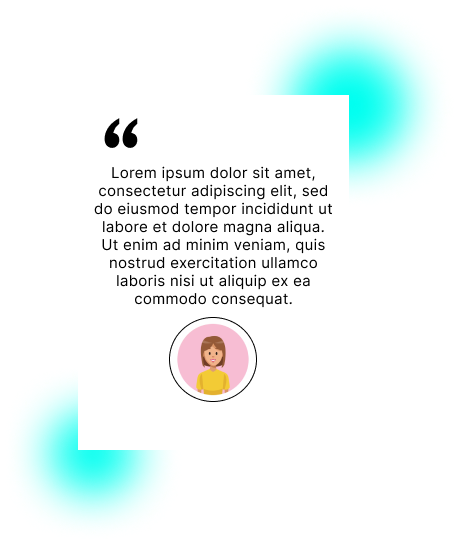 “
Lorem ipsum dolor sit amet,
consectetur adipiscing elit, sed
do eiusmod tempor incididunt ut
labore et dolore magna aliqua.
Ut enim ad minim veniam, quis
nostrud exercitation ullamco
laboris nisi ut aliquip ex ea
commodo consequat.